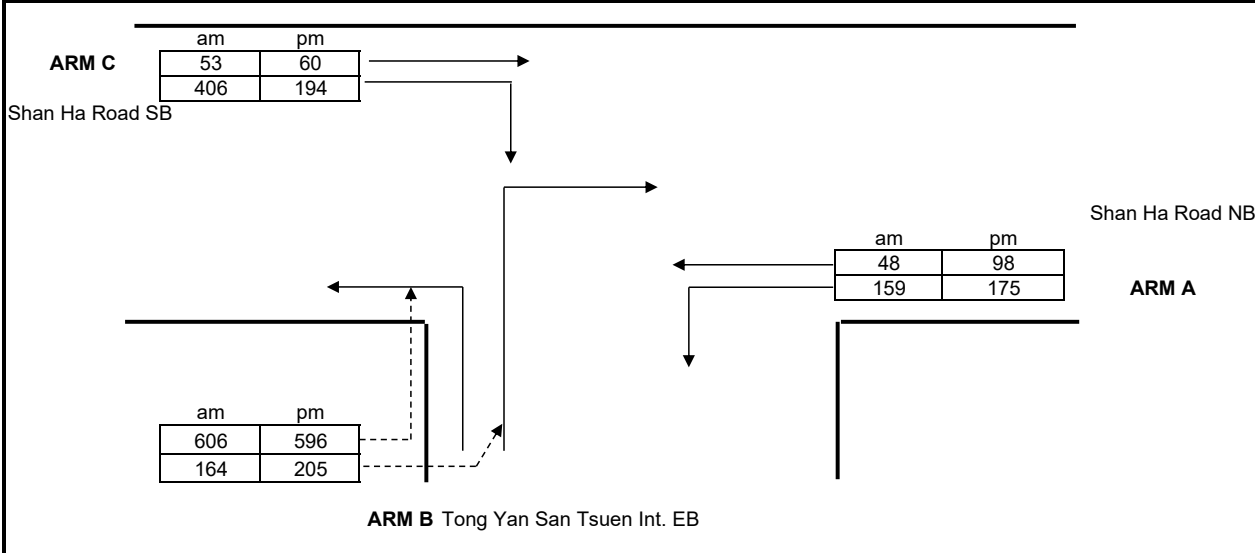 am pm
ARM C 53 60
406 194
Shan Ha Road SB
Shan Ha Road NB
am pm
48 98
159 175 ARM A
am pm
606 596
164 205
ARM B Tong Yan San Tsuen Int. EB